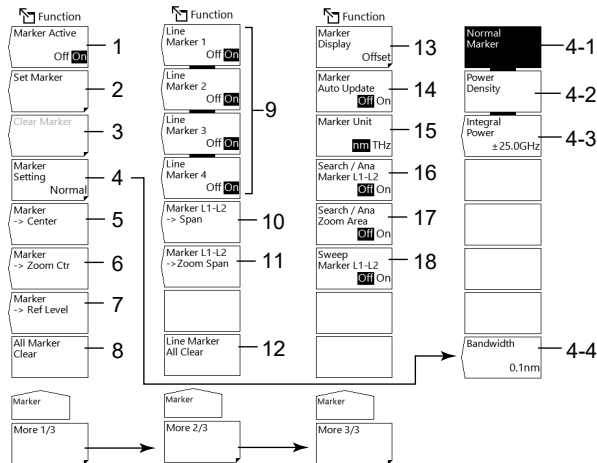 Function
Marker Active
Off On
1
Set Marker
2
Clear Marker
3
Marker
Setting
Normal
4
Marker
-> Center
5
Marker
-> Zoom Ctr
6
Marker
-> Ref Level
7
All Marker
Clear
8
Marker
More 1/3
Function
Line
Marker 1
Off On
Line
Marker 2
Off On
Line
Marker 3
Off On
Line
Marker 4
Off On
9
Marker L1-L2
-> Span
10
Marker L1-L2
->Zoom Span
11
Line Marker
All Clear
12
Marker
More 2/3
Function
Marker
Display
Offset
13
Marker
Auto Update
Off On
14
Marker Unit
nm THz
15
Search / Ana
Marker L1-L2
Off On
16
Search / Ana
Zoom Area
Off On
17
Sweep
Marker L1-L2
Off On
18
Marker
More 3/3
Normal
Marker
4-1
Power
Density
4-2
Integral
Power
±25.0GHz
4-3
Bandwidth
0.1nm
4-4